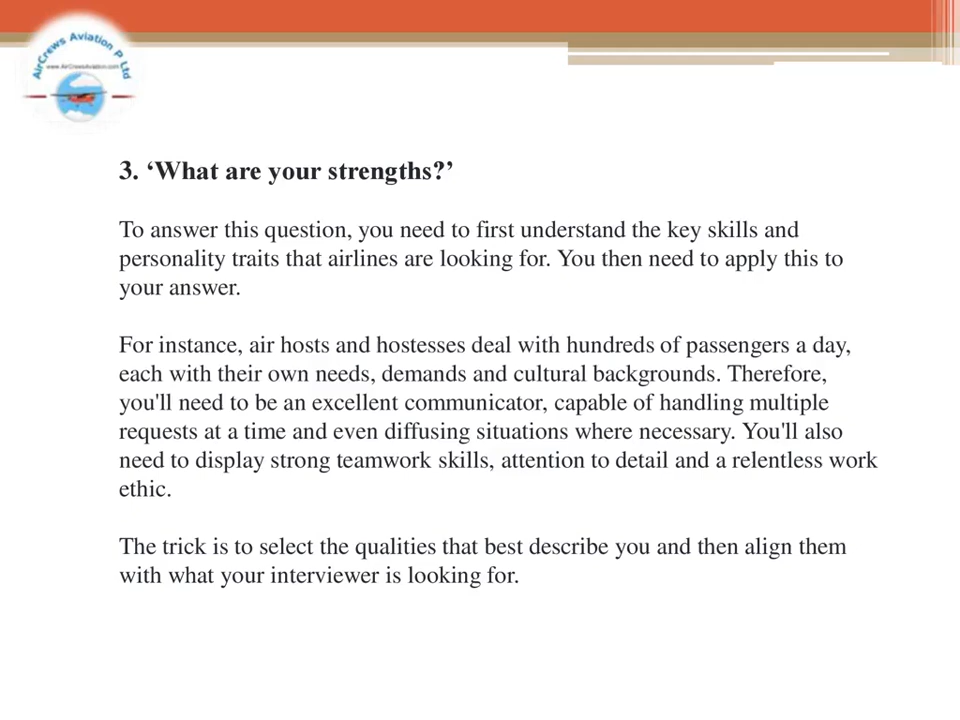 AirCrews Aviation P Ltd
www.AirCrewsAviation.com
3. ‘What are your strengths?’
To answer this question, you need to first understand the key skills and
personality traits that airlines are looking for. You then need to apply this to
your answer.
For instance, air hosts and hostesses deal with hundreds of passengers a day,
each with their own needs, demands and cultural backgrounds. Therefore,
you'll need to be an excellent communicator, capable of handling multiple
requests at a time and even diffusing situations where necessary. You'll also
need to display strong teamwork skills, attention to detail and a relentless work
ethic.
The trick is to select the qualities that best describe you and then align them
with what your interviewer is looking for.